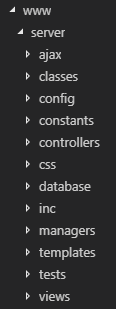 www
server
ajax
classes
config
constants
controllers
css
database
inc
managers
templates
tests
views